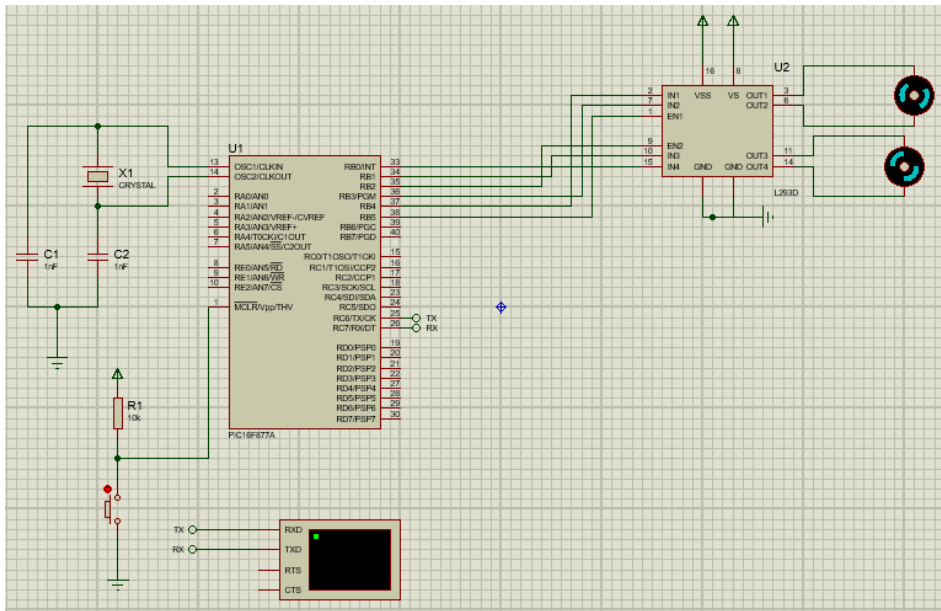 U1
13 OSC1/CLKIN
14 OSC2/CLKOUT
2 RA0/AN0
3 RA1/AN1
4 RA2/AN2/VREF-/CVREF
5 RA3/AN3/VREF+
6 RA4/T0CKI/C1OUT
7 RA5/AN4/SS/C2OUT
8 RE0/AN5/RD
9 RE1/AN6/WR
10 RE2/AN7/CS
1 MCLR/Vpp/THV
RB0/INT 33
RB1 34
RB2 35
RB3/PGM 36
RB4 37
RB5 38
RB6/PGC 39
RB7/PGD 40
RC0/T1OSO/T1CKI 15
RC1/T1OSI/CCP2 16
RC2/CCP1 17
RC3/SCK/SCL 18
RC4/SDI/SDA 23
RC5/SDO 24
RC6/TX/CK 25 TX
RC7/RX/DT 26 RX
RD0/PSP0 19
RD1/PSP1 20
RD2/PSP2 21
RD3/PSP3 22
RD4/PSP4 27
RD5/PSP5 28
RD6/PSP6 29
RD7/PSP7 30
PIC16F877A
X1
CRYSTAL
C1
1nF
C2
1nF
R1
10k
U2
16 8
2 IN1 VSS VS OUT1 3
7 IN2 OUT2 6
1 EN1
9 EN2
10 IN3 OUT3 11
15 IN4 GND GND OUT4 14
L293D
TX RXD
RX TXD
RTS
CTS